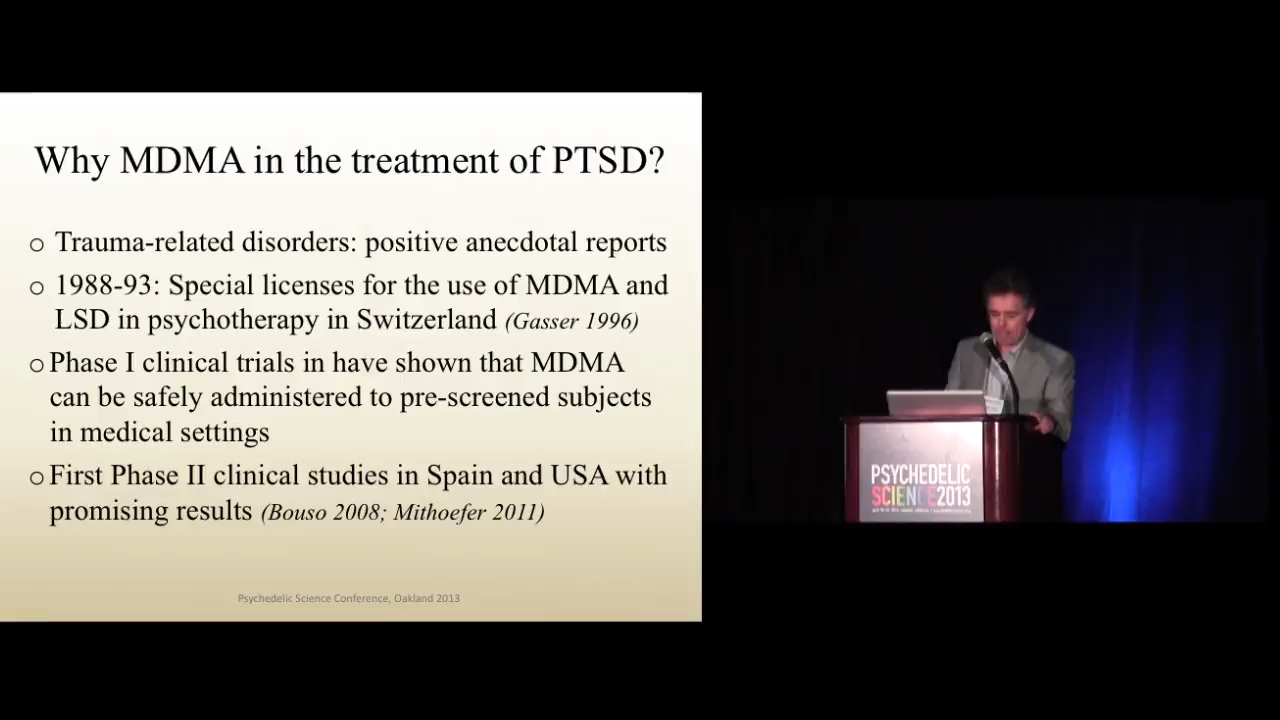 Why MDMA in the treatment of PTSD?
o Trauma-related disorders: positive anecdotal reports
o 1988-93: Special licenses for the use of MDMA and
LSD in psychotherapy in Switzerland (Gasser 1996)
o Phase I clinical trials in have shown that MDMA
can be safely administered to pre-screened subjects
in medical settings
o First Phase II clinical studies in Spain and USA with
promising results (Bouso 2008; Mithoefer 2011)
Psychedelic Science Conference, Oakland 2013
PSYCHEDELIC
SCIENCE2013